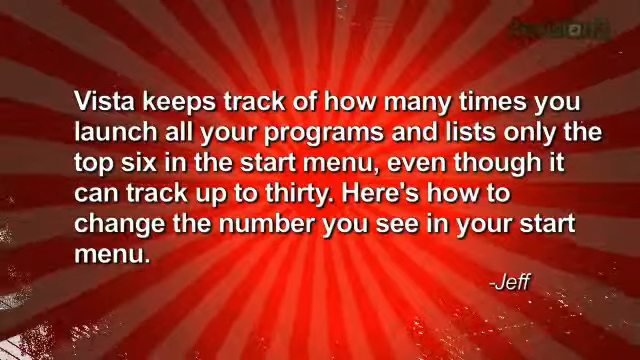 Vista keeps track of how many times you
launch all your programs and lists only the
top six in the start menu, even though it
can track up to thirty. Here's how to
change the number you see in your start
menu.
-Jeff